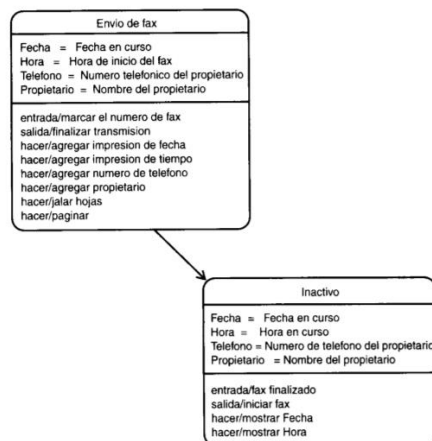 Envio de fax
Fecha = Fecha en curso
Hora = Hora de inicio del fax
Telefono = Numero telefonico del propietario
Propietario = Nombre del propietario
entrada/marcar el numero de fax
salida/finalizar transmision
hacer/agregar impresion de fecha
hacer/agregar impresion de tiempo
hacer/agregar numero de telefono
hacer/agregar propietario
hacer/jalar hojas
hacer/paginar
Inactivo
Fecha = Fecha en curso
Hora = Hora en curso
Telefono = Numero de telefono del propietario
Propietario = Nombre del propietario
entrada/fax finalizado
salida/iniciar fax
hacer/mostrar Fecha
hacer/mostrar Hora